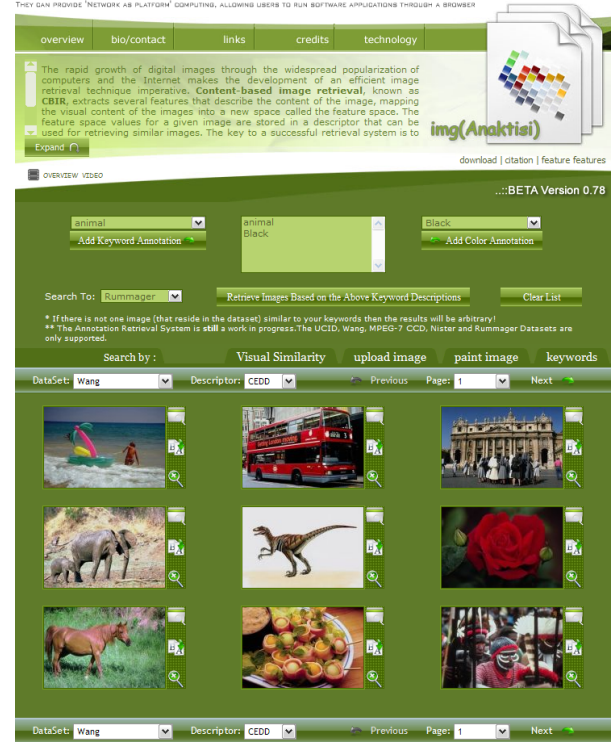 THEY CAN PROVIDE 'NETWORK AS PLATFORM' COMPUTING, ALLOWING USERS TO RUN SOFTWARE APPLICATIONS THROUGH A BROWSER
overview bio/contact links credits technology
The rapid growth of digital images through the widespread popularization of
computers and the Internet makes the development of an efficient image
retrieval technique imperative. Content-based image retrieval, known as
CBIR, extracts several features that describe the content of the image, mapping
the visual content of the images into a new space called the feature space. The
feature space values for a given image are stored in a descriptor that can be
used for retrieving similar images. The key to a successful retrieval system is to
img(Anaktisi)
Expand
download | citation | feature features
OVERVIEW VIDEO
..::BETA Version 0.78
animal
Add Keyword Annotation
animal
Black
Black
Add Color Annotation
Search To: Rummager Retrieve Images Based on the Above Keyword Descriptions Clear List
* If there is not one image (that reside in the dataset) similar to your keywords then the results will be arbitrary!
** The Annotation Retrieval System is still a work in progress.The UCID, Wang, MPEG-7 CCD, Nister and Rummager Datasets are
only supported.
Search by : Visual Similarity upload image paint image keywords
DataSet: Wang Descriptor: CEDD Previous Page: 1 Next
DataSet: Wang Descriptor: CEDD Previous Page: 1 Next